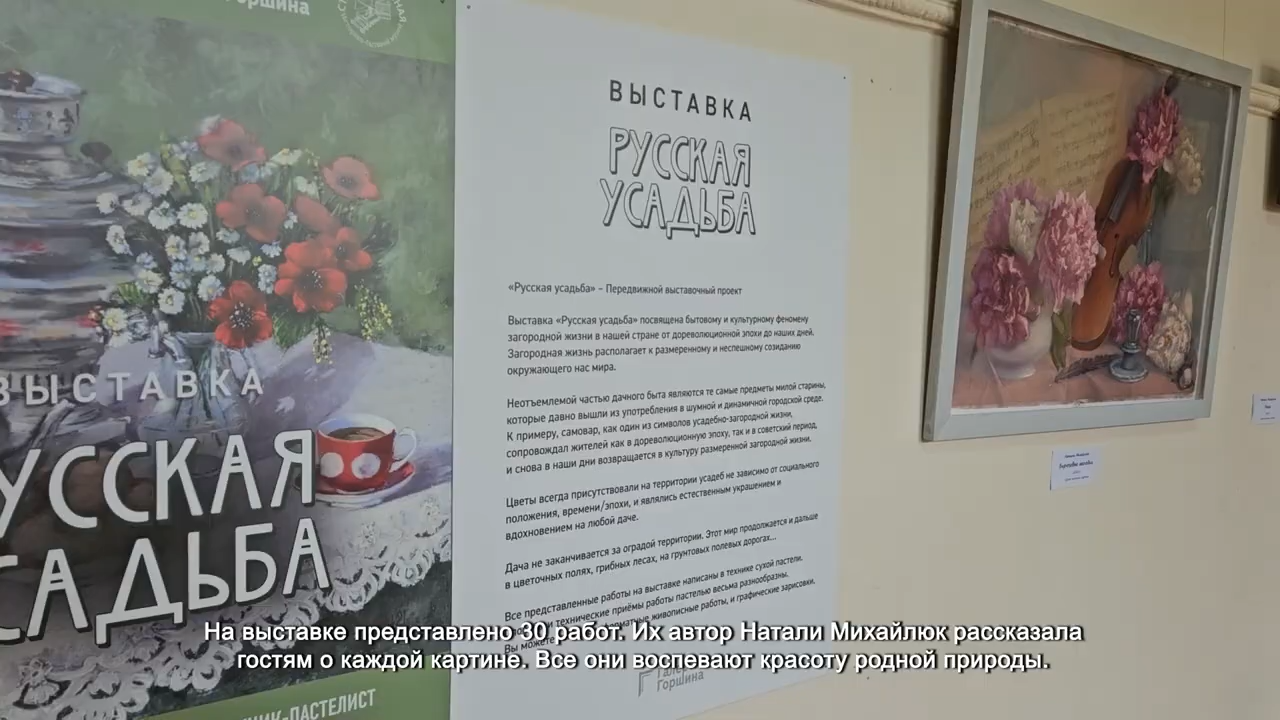 ВЫСТАВКА
РУССКАЯ
УСАДЬБА
«Русская усадьба» – Передвижной выставочный проект
Выставка «Русская усадьба» посвящена бытовому и культурному феномену
загородной жизни в нашей стране от дореволюционной эпохи до наших дней.
Загородная жизнь располагает к размеренному и неспешному созиданию
окружающего нас мира.
Неотъемлемой частью дачного быта являются те самые предметы милой старины,
которые давно вышли из употребления в шумной и динамичной городской среде.
К примеру, самовар, как один из символов усадебно-загородной жизни,
сопровождал жителей как в дореволюционную эпоху, так и в советский период,
и снова в наши дни возвращается в культуру размеренной загородной жизни.
Цветы всегда присутствовали на территории усадеб не зависимо от социального
положения, времени/эпохи, и являлись естественным украшением и
вдохновением на любой даче.
Дача не заканчивается за оградой территории. Этот мир продолжается и дальше
в цветочных полях, грибных лесах, на грунтовых полевых дорогах...
Все представленные работы на выставке написаны в технике сухой пастели.
технические приёмы работы пастелью весьма разнообразны.
Вы можете живописные работы, и графические зарисовки.
Горшина
ВЫСТАВКА
УССКАЯ
САДЬБА
НИК-ПАСТЕЛИСТ
На выставке представлено 30 работ. Их автор Натали Михайлюк рассказала
гостям о каждой картине. Все они воспевают красоту родной природы.